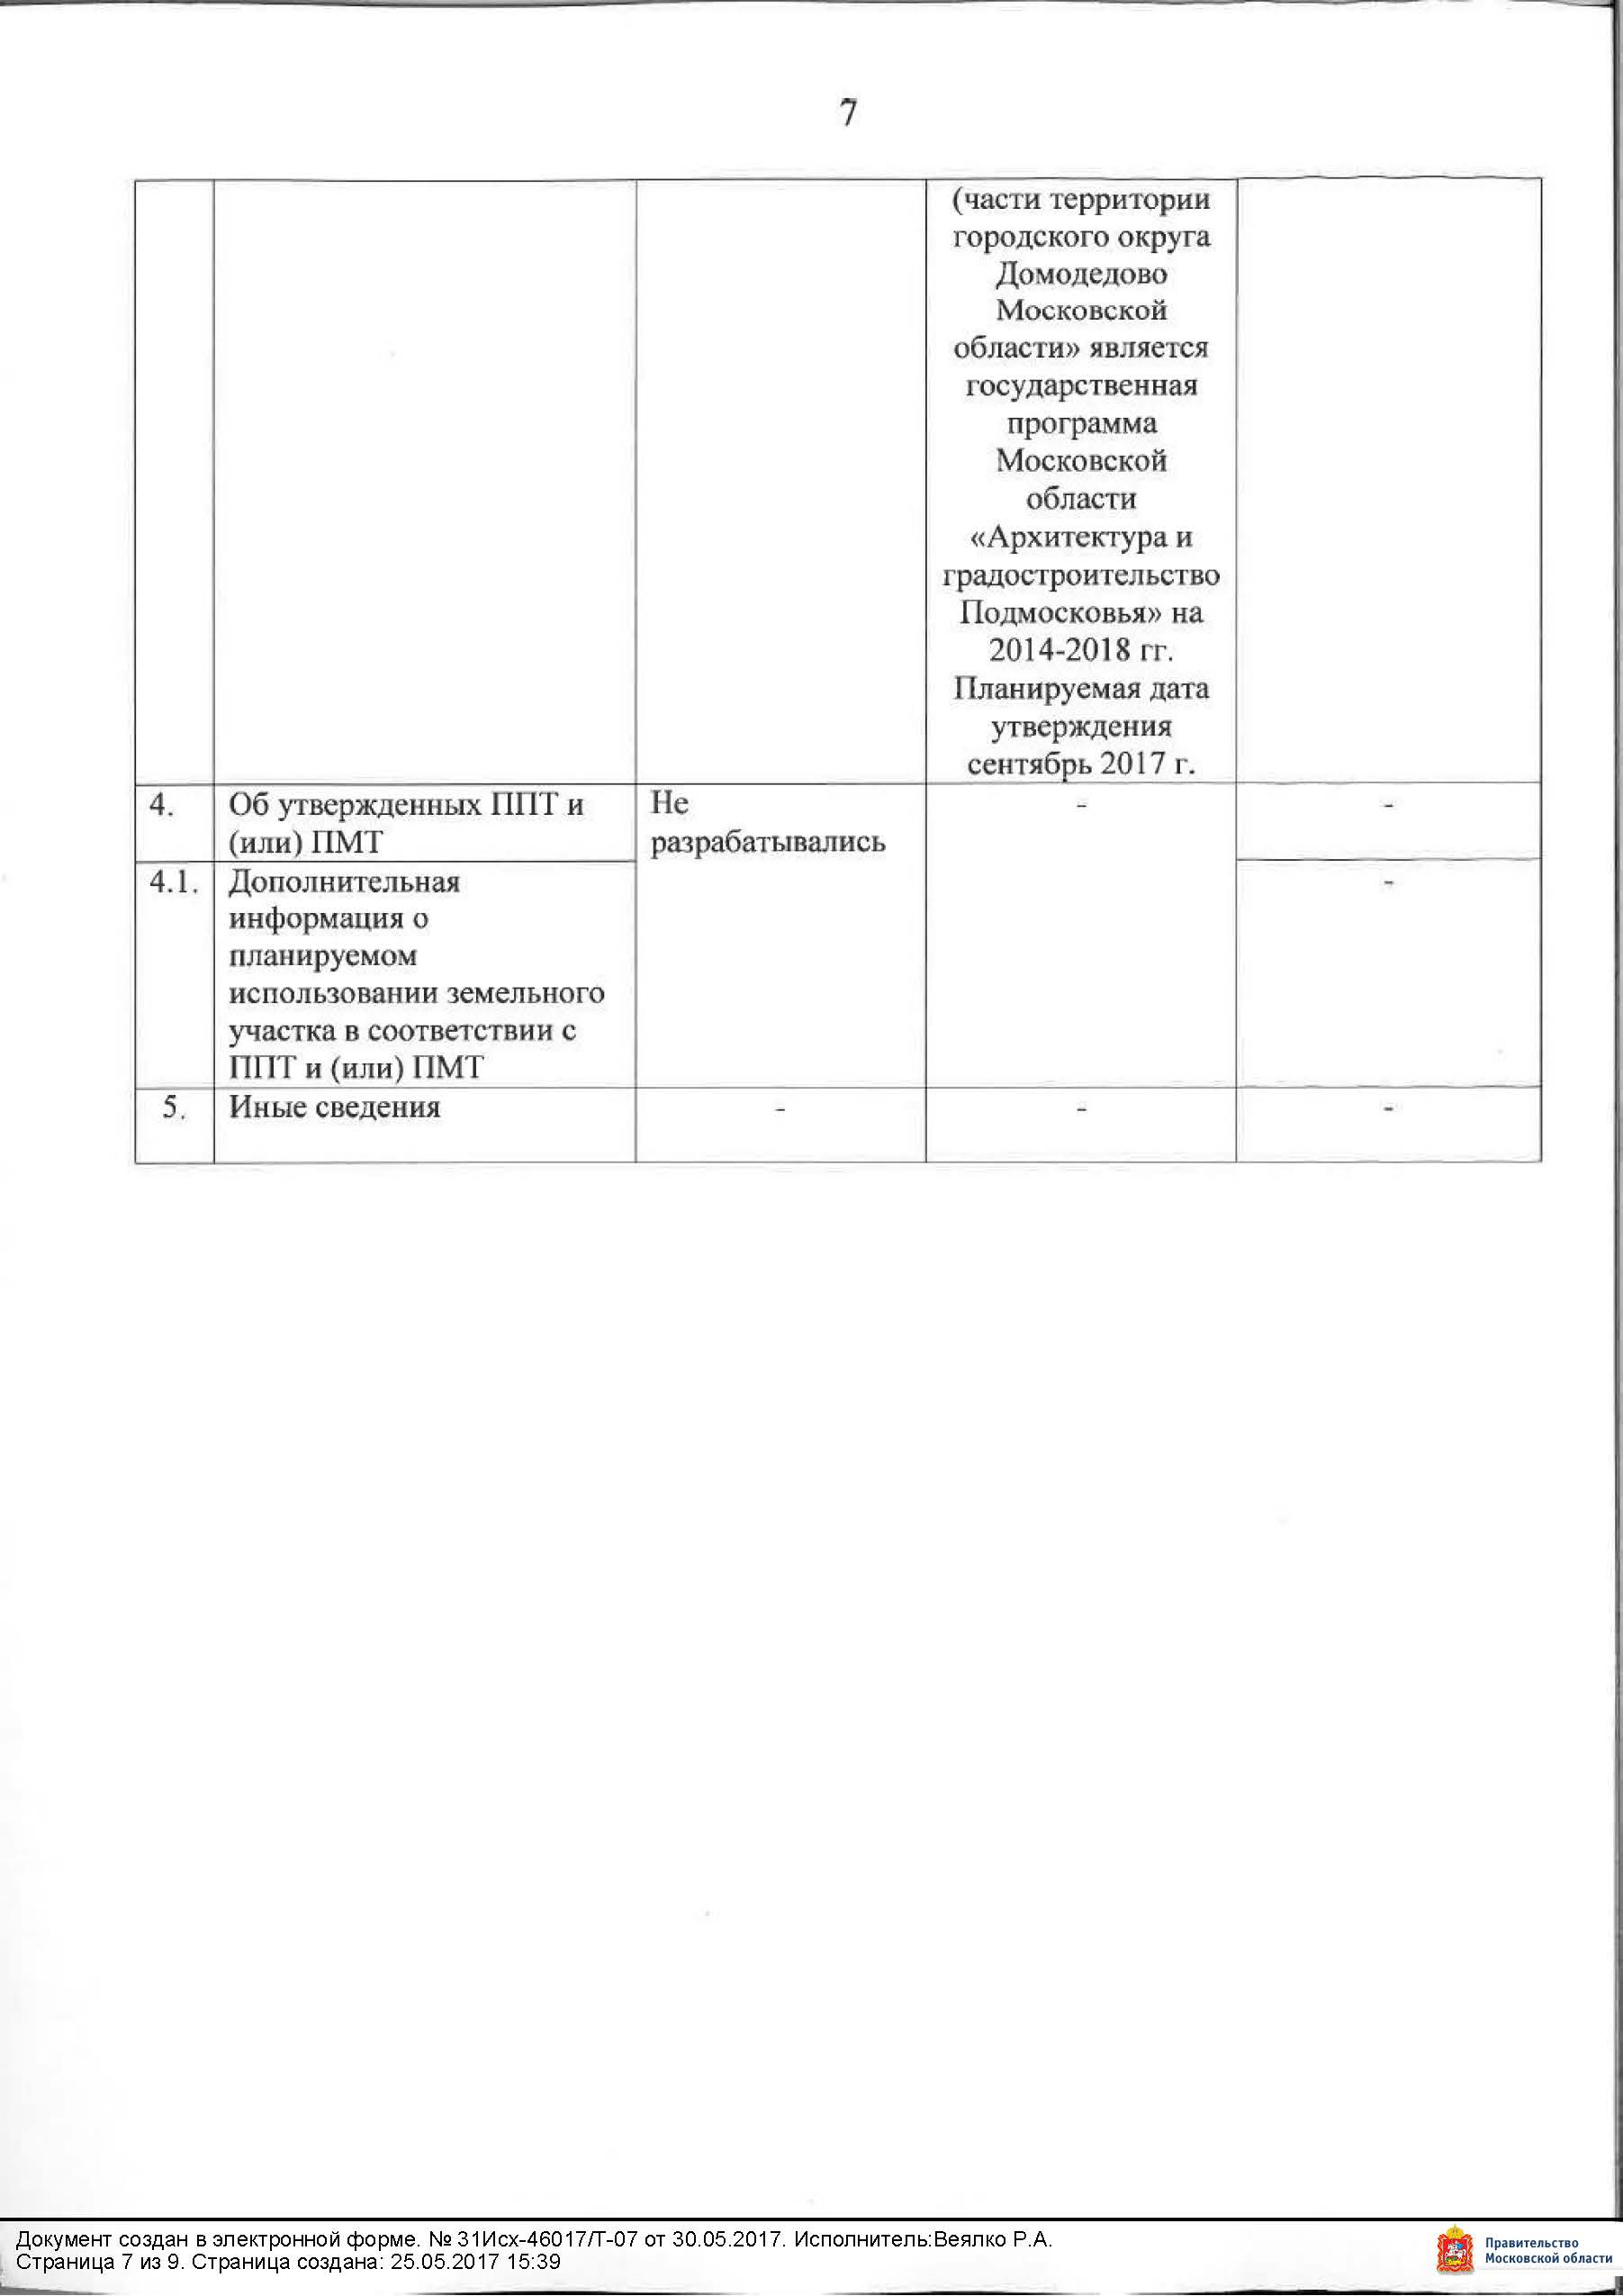 7
(части территории
городского округа
Домодедово
Московской
области» является
государственная
программа
Московской
области
«Архитектура и
градостроительство
Подмосковья» на
2014-2018 гг.
Планируемая дата
утверждения
сентябрь 2017 г.
4. Об утвержденных ППТ и Не - -
(или) ПМТ разрабатывались
4.1. Дополнительная -
информация о
планируемом
использовании земельного
участка в соответствии с
ППТ и (или) ПМТ
5. Иные сведения - - -
Документ создан в электронной форме. № 31Исх-46017/Т-07 от 30.05.2017. Исполнитель:Веялко Р.А.
Страница 7 из 9. Страница создана: 25.05.2017 15:39
Правительство
Московской области